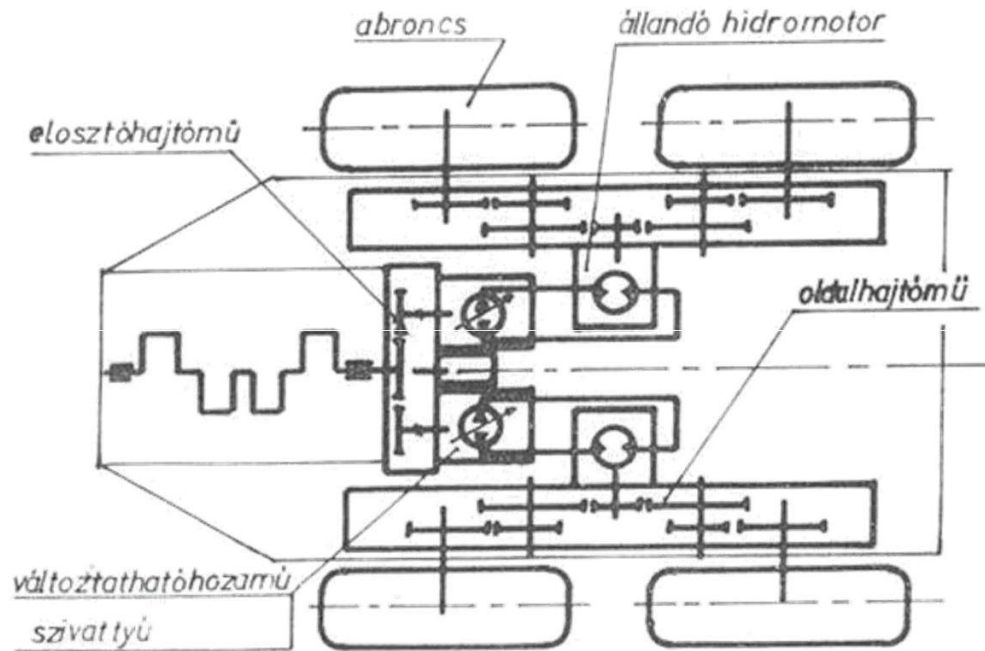 abroncs
állandó hidromotor
elosztóhajtómű
oldalhajtómű
változtathatóhozamú
szivattyú